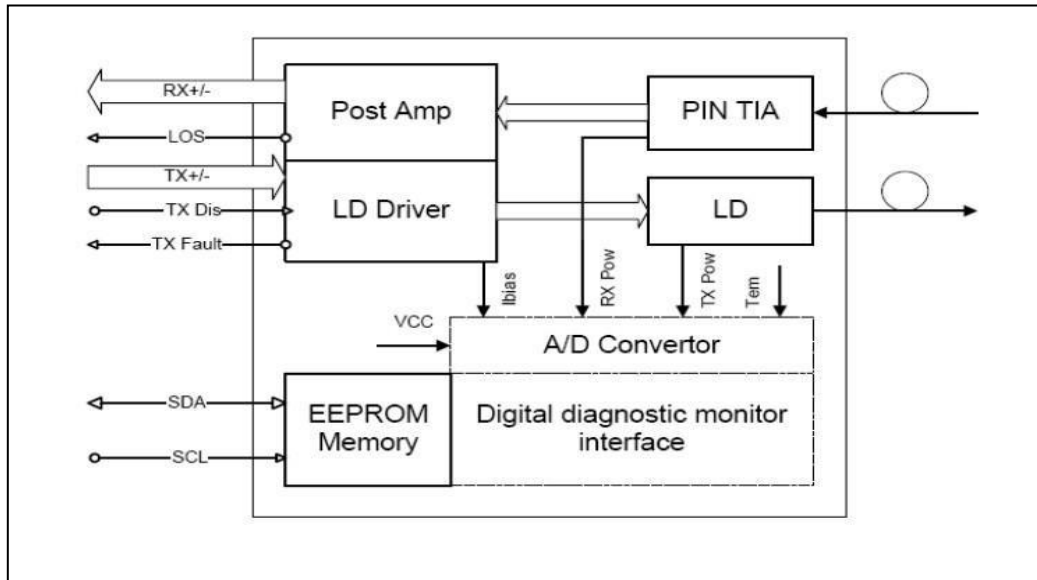 RX+/-
Post Amp
PIN TIA
LOS
TX+/-
TX Dis
LD Driver
LD
TX Fault
Ibias
RX Pow
TX Pow
Tem
VCC
A/D Convertor
SDA
EEPROM
Memory
Digital diagnostic monitor
interface
SCL